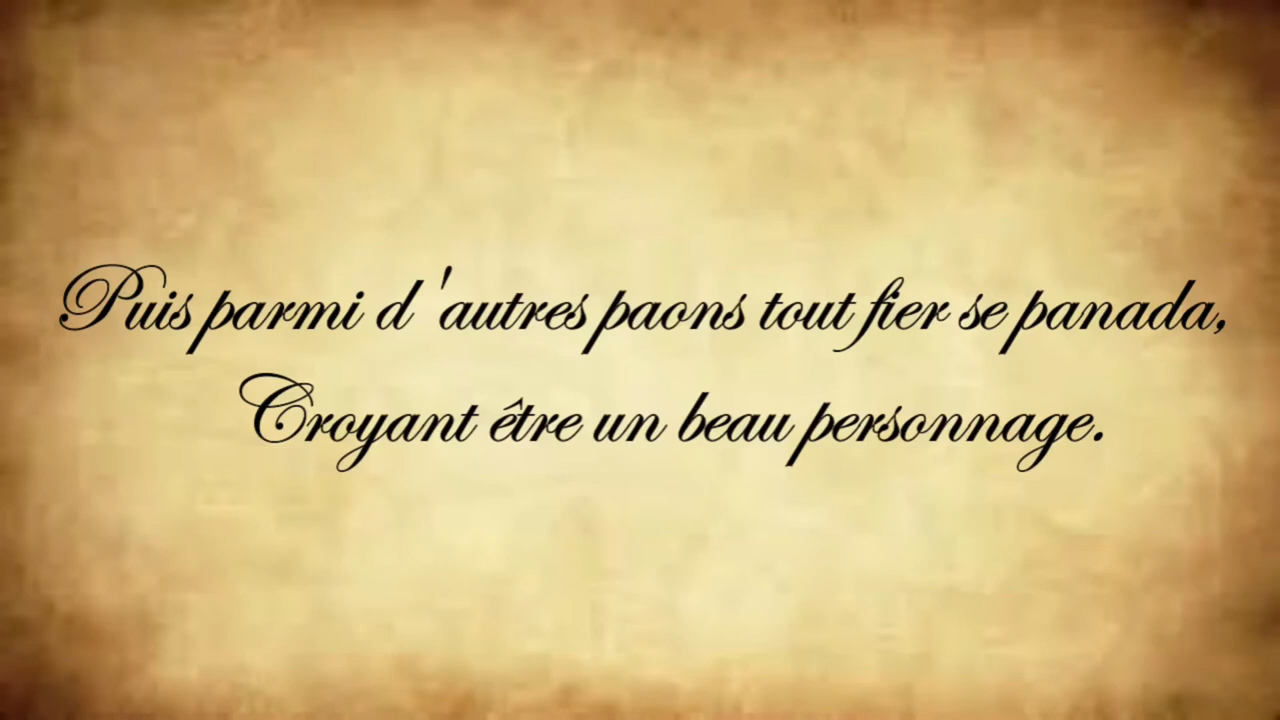 Puis parmi d'autres paons tout fier se panada,
Croyant être un beau personnage.